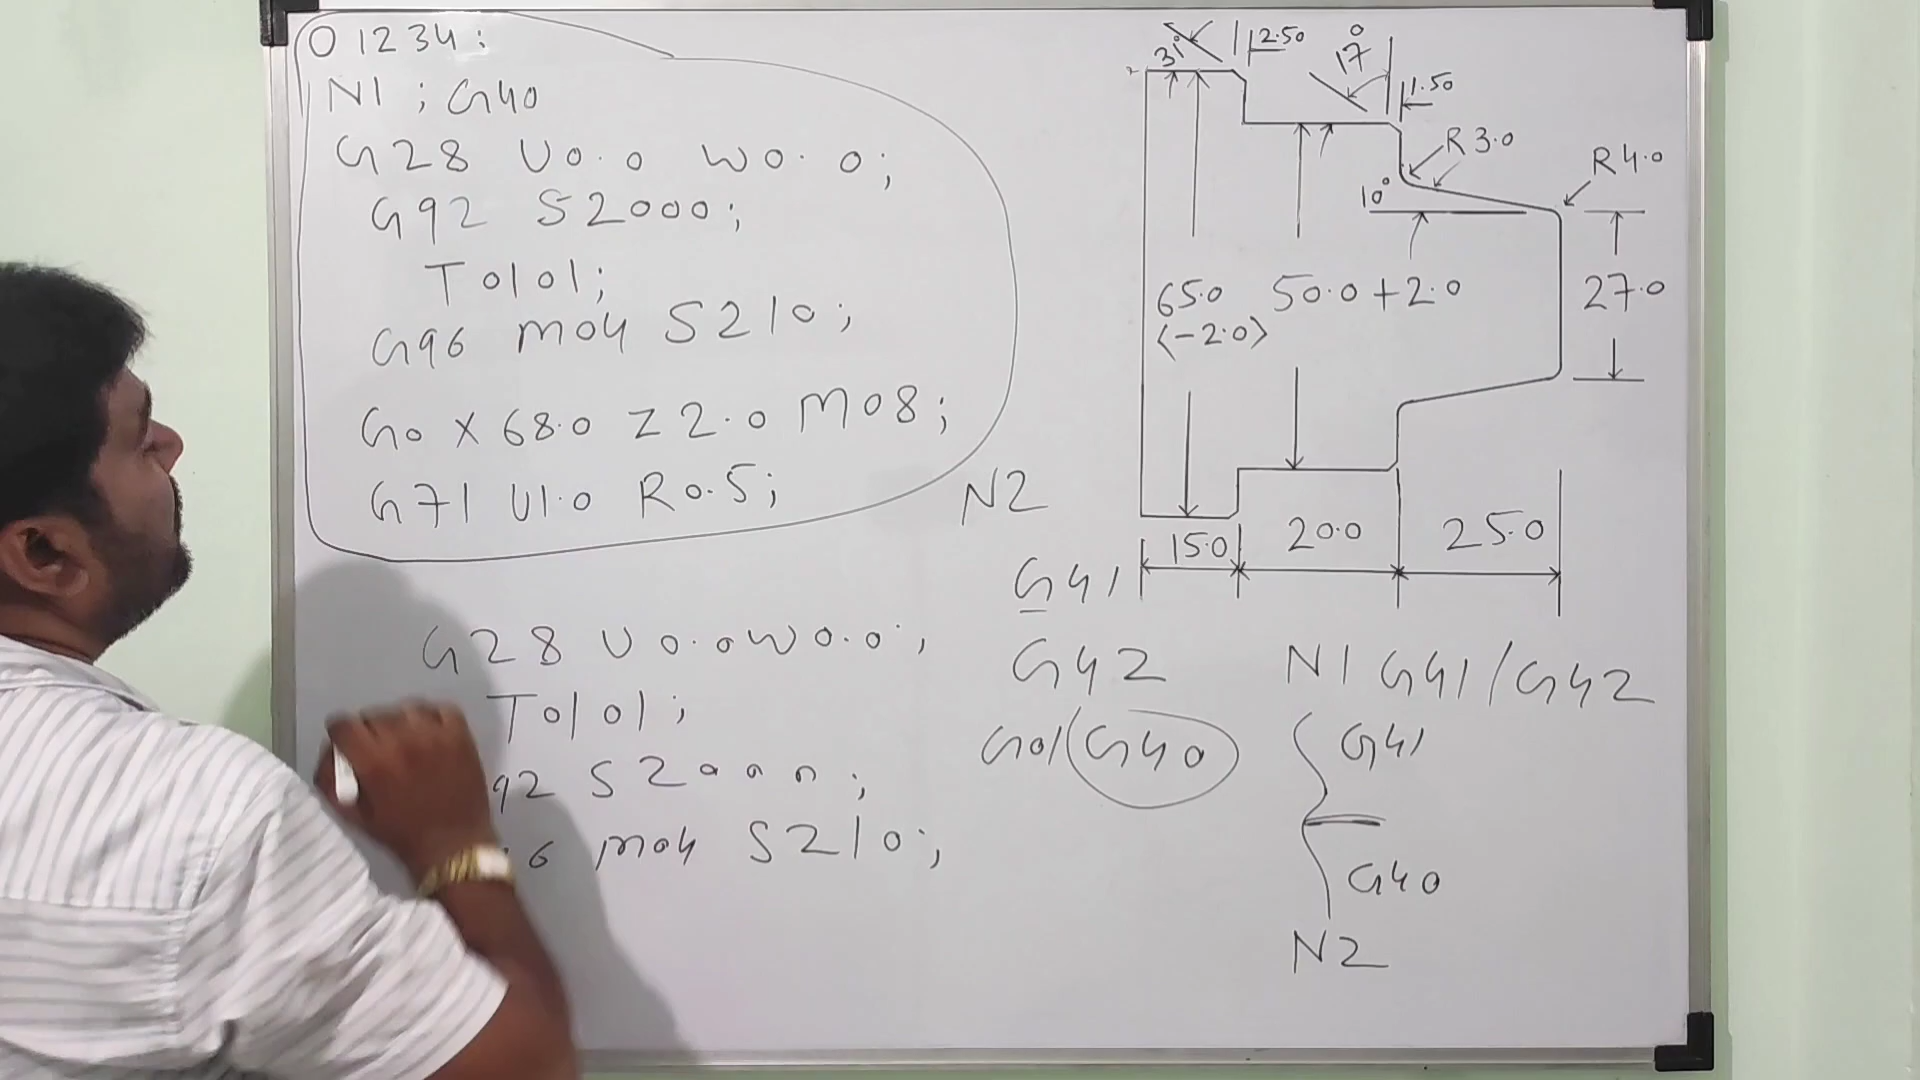 O 1234:
N1 ; G40
G28 U0.0 W0.0;
G92 S2000;
T0101;
G96 M04 S210;
G0 X68.0 Z2.0 M08;
G71 U1.0 R0.5;
N2
G28 U0.0 W0.0;
T0101;
92 S2000;
6 M04 S210;
G41
G42
G01 G40
31° 2.50
17°
1.50
R3.0
R4.0
10°
65.0 50.0+2.0 27.0
<-2.0>
15.0 20.0 25.0
N1 G41/G42
G41
G40
N2